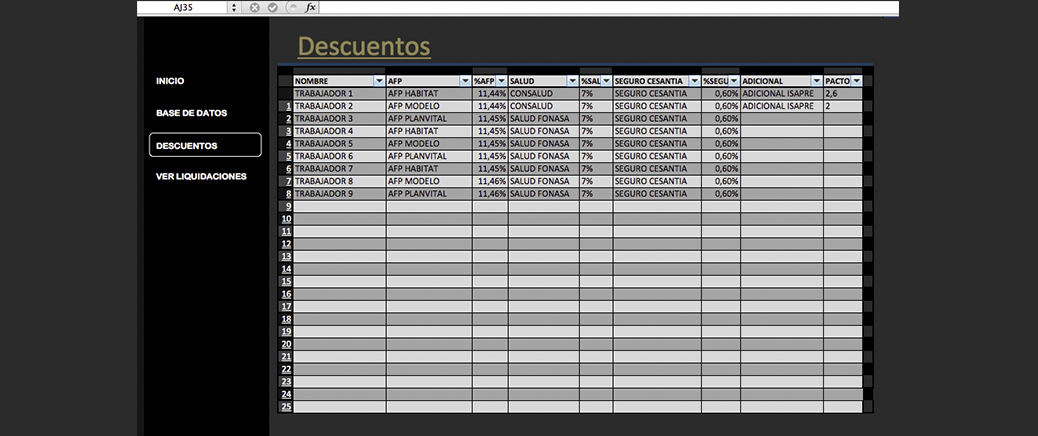 AJ35 fx
Descuentos
INICIO
BASE DE DATOS
DESCUENTOS
VER LIQUIDACIONES
NOMBRE AFP %AFP SALUD %SAL SEGURO CESANTIA %SEGU ADICIONAL PACTO
TRABAJADOR 1 AFP HABITAT 11,44% CONSALUD 7% SEGURO CESANTIA 0,60% ADICIONAL ISAPRE 2,6
1 TRABAJADOR 2 AFP MODELO 11,44% CONSALUD 7% SEGURO CESANTIA 0,60% ADICIONAL ISAPRE 2
2 TRABAJADOR 3 AFP PLANVITAL 11,45% SALUD FONASA 7% SEGURO CESANTIA 0,60%
3 TRABAJADOR 4 AFP HABITAT 11,45% SALUD FONASA 7% SEGURO CESANTIA 0,60%
4 TRABAJADOR 5 AFP MODELO 11,45% SALUD FONASA 7% SEGURO CESANTIA 0,60%
5 TRABAJADOR 6 AFP PLANVITAL 11,45% SALUD FONASA 7% SEGURO CESANTIA 0,60%
6 TRABAJADOR 7 AFP HABITAT 11,45% SALUD FONASA 7% SEGURO CESANTIA 0,60%
7 TRABAJADOR 8 AFP MODELO 11,46% SALUD FONASA 7% SEGURO CESANTIA 0,60%
8 TRABAJADOR 9 AFP PLANVITAL 11,46% SALUD FONASA 7% SEGURO CESANTIA 0,60%
9
10
11
12
13
14
15
16
17
18
19
20
21
22
23
24
25